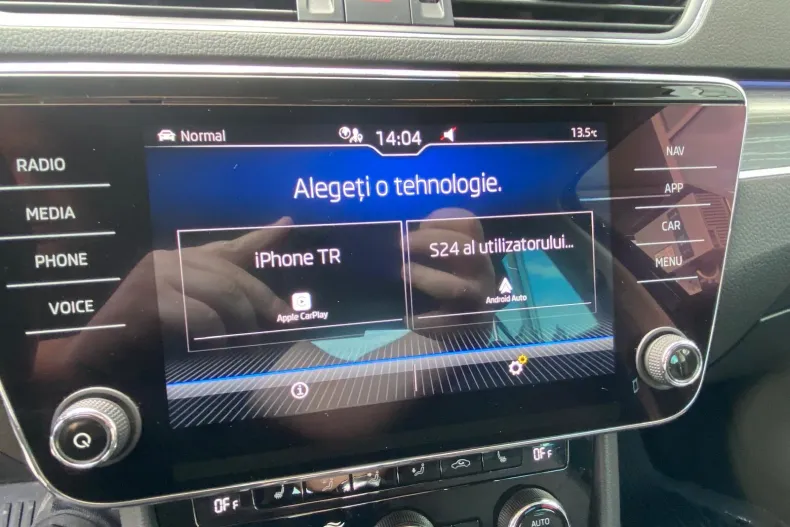 Normal
14:04
13.5°C
RADIO
MEDIA
PHONE
VOICE
NAV
APP
CAR
MENU
Alegeți o tehnologie.
iPhone TR
Apple CarPlay
S24 al utilizatorului...
Android Auto
OFF
OFF
AUTO